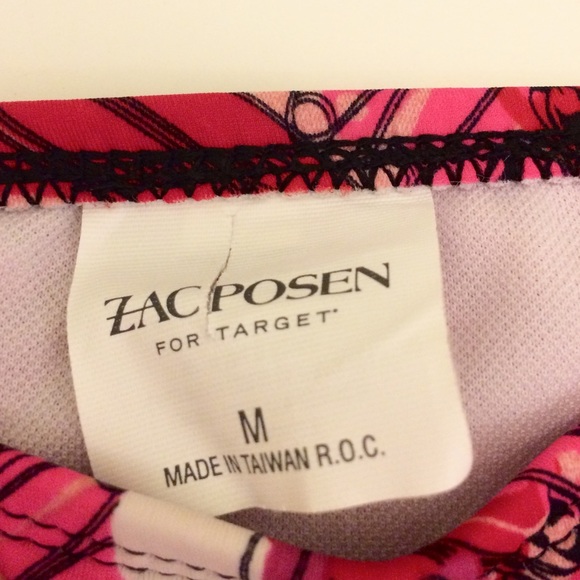 ZAC POSEN
FOR TARGET
M
MADE IN TAIWAN R.O.C.